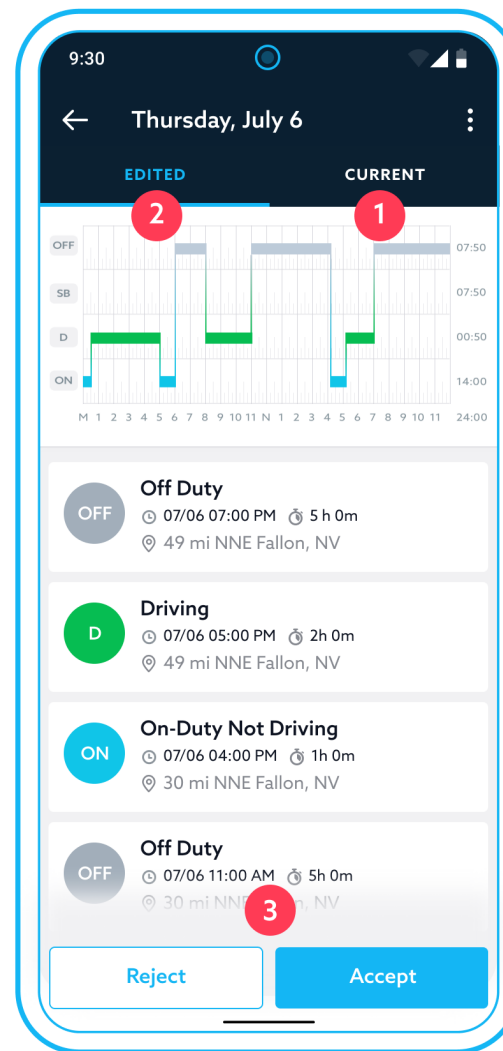 9:30
Thursday, July 6
EDITED CURRENT
2 1
OFF 07:50
SB 07:50
D 00:50
ON 14:00
M 1 2 3 4 5 6 7 8 9 10 11 N 1 2 3 4 5 6 7 8 9 10 11 24:00
Off Duty
OFF 07/06 07:00 PM 5 h 0m
49 mi NNE Fallon, NV
Driving
D 07/06 05:00 PM 2h 0m
49 mi NNE Fallon, NV
On-Duty Not Driving
ON 07/06 04:00 PM 1h 0m
30 mi NNE Fallon, NV
Off Duty
OFF 07/06 11:00 AM 5h 0m
30 mi NNE NV
3
Reject Accept